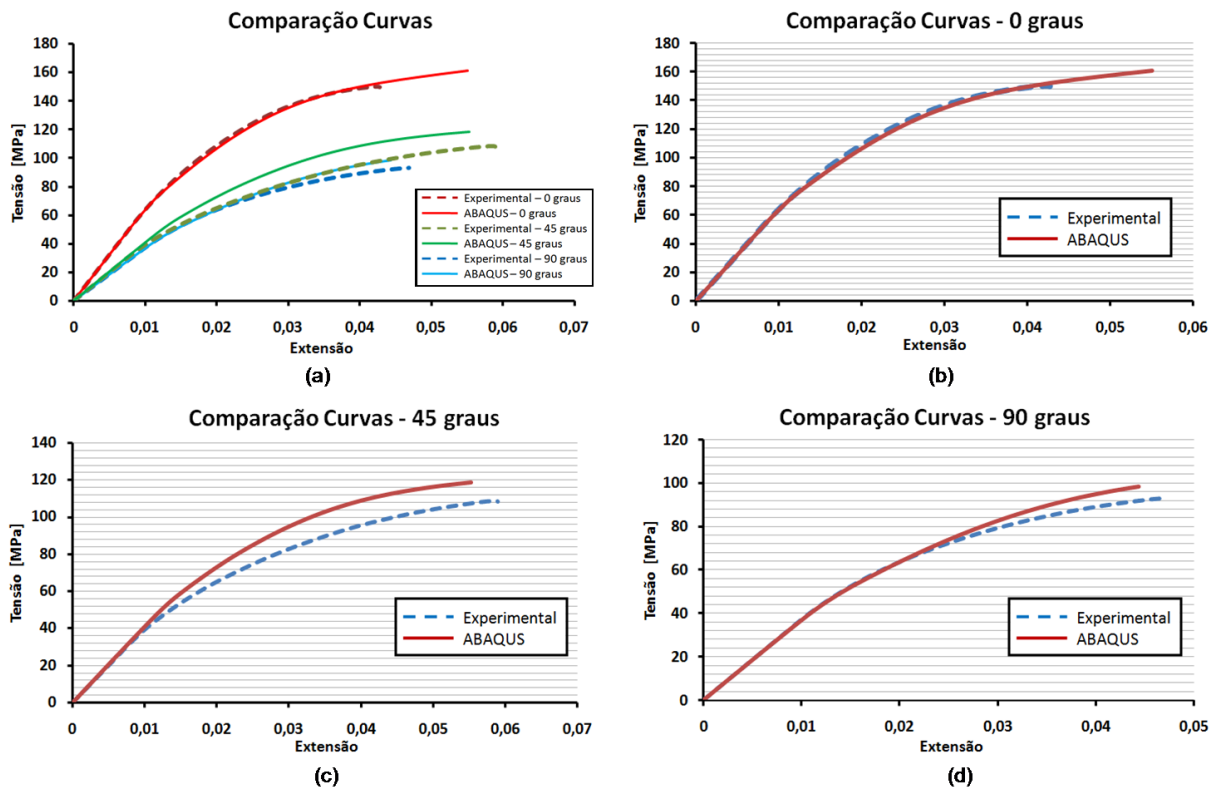 Comparação Curvas
Tensão [MPa]
180
160
140
120
100
80
60
40
20
0
Experimental – 0 graus
ABAQUS – 0 graus
Experimental – 45 graus
ABAQUS – 45 graus
Experimental – 90 graus
ABAQUS – 90 graus
0 0,01 0,02 0,03 0,04 0,05 0,06 0,07
Extensão
(a)
Comparação Curvas - 0 graus
Tensão [MPa]
180
160
140
120
100
80
60
40
20
0
Experimental
ABAQUS
0 0,01 0,02 0,03 0,04 0,05 0,06
Extensão
(b)
Comparação Curvas - 45 graus
Tensão [MPa]
140
120
100
80
60
40
20
0
Experimental
ABAQUS
0 0,01 0,02 0,03 0,04 0,05 0,06 0,07
Extensão
(c)
Comparação Curvas - 90 graus
Tensão [MPa]
120
100
80
60
40
20
0
Experimental
ABAQUS
0 0,01 0,02 0,03 0,04 0,05
Extensão
(d)